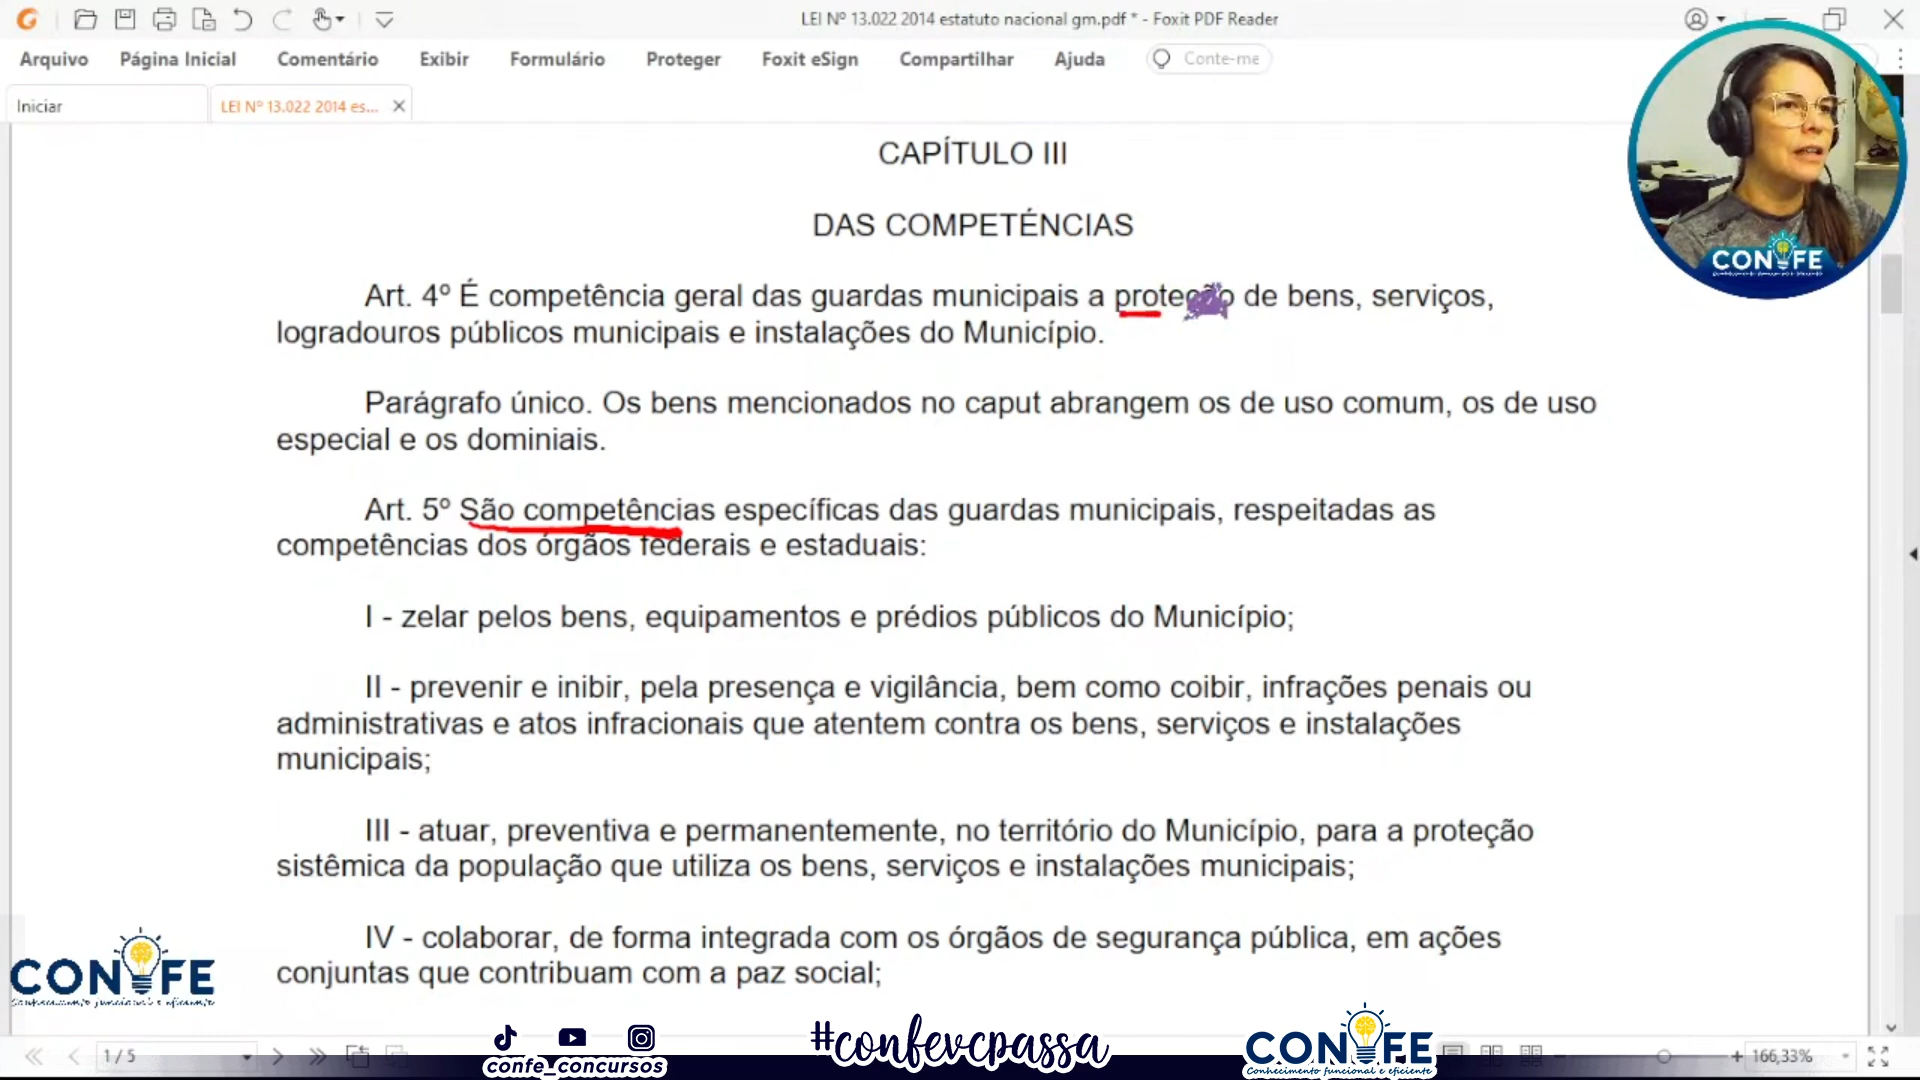 LEI Nº 13.022 2014 estatuto nacional gm.pdf * - Foxit PDF Reader
Arquivo Página Inicial Comentário Exibir Formulário Proteger Foxit eSign Compartilhar Ajuda Conte-me
Iniciar
LEI Nº 13.022 2014 es...
CAPÍTULO III
DAS COMPETÉNCIAS
Art. 4º É competência geral das guardas municipais a proteção de bens, serviços,
logradouros públicos municipais e instalações do Município.
Parágrafo único. Os bens mencionados no caput abrangem os de uso comum, os de uso
especial e os dominiais.
Art. 5º São competências específicas das guardas municipais, respeitadas as
competências dos órgãos federais e estaduais:
I - zelar pelos bens, equipamentos e prédios públicos do Município;
II - prevenir e inibir, pela presença e vigilância, bem como coibir, infrações penais ou
administrativas e atos infracionais que atentem contra os bens, serviços e instalações
municipais;
III - atuar, preventiva e permanentemente, no território do Município, para a proteção
sistêmica da população que utiliza os bens, serviços e instalações municipais;
IV - colaborar, de forma integrada com os órgãos de segurança pública, em ações
conjuntas que contribuam com a paz social;
CONFE
CONFE
Conhecimento funcional e eficiente
1 / 5
confe_concursos
#confevcpassa
CONFE
Conhecimento funcional e eficiente
166,33%